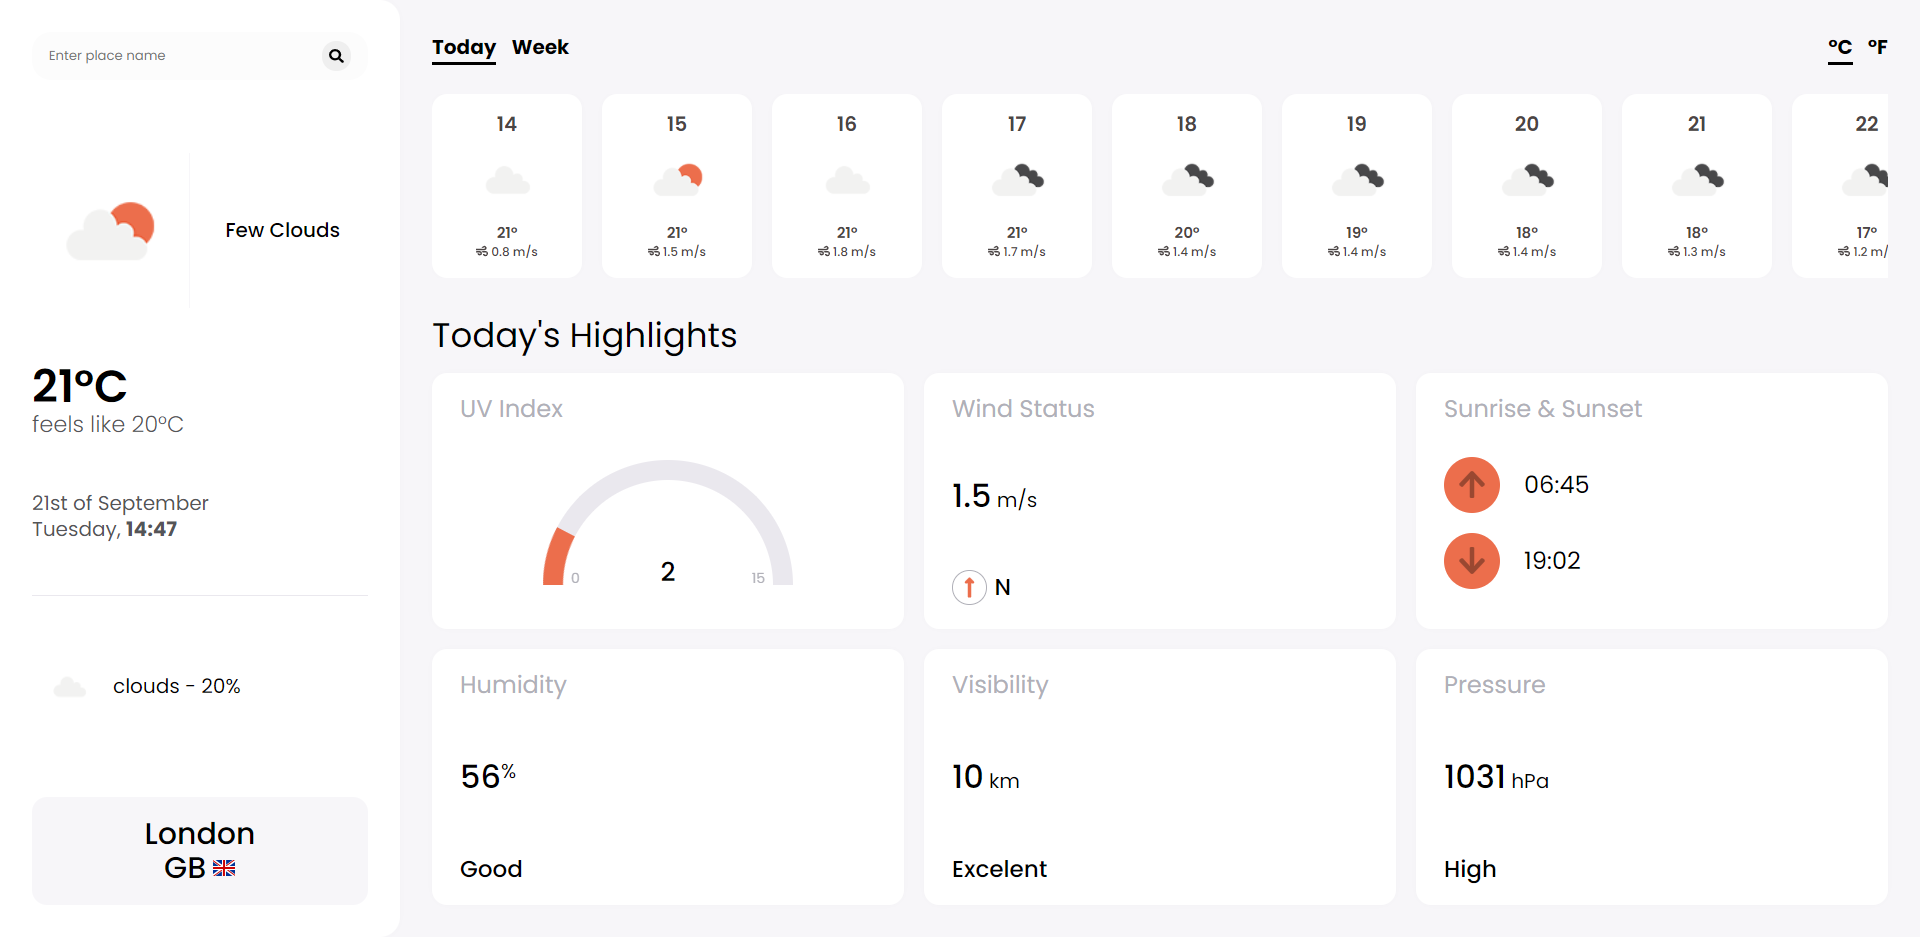 Enter place name
Few Clouds
21°C
feels like 20°C
21st of September
Tuesday, 14:47
clouds - 20%
London
GB
Today Week
°C °F
14 15 16 17 18 19 20 21 22
21° 21° 21° 21° 20° 19° 18° 18° 17°
0.8 m/s 1.5 m/s 1.8 m/s 1.7 m/s 1.4 m/s 1.4 m/s 1.4 m/s 1.3 m/s 1.2 m/
Today's Highlights
UV Index
0 2 15
Wind Status
1.5 m/s
N
Sunrise & Sunset
06:45
19:02
Humidity
56%
Good
Visibility
10 km
Excelent
Pressure
1031 hPa
High